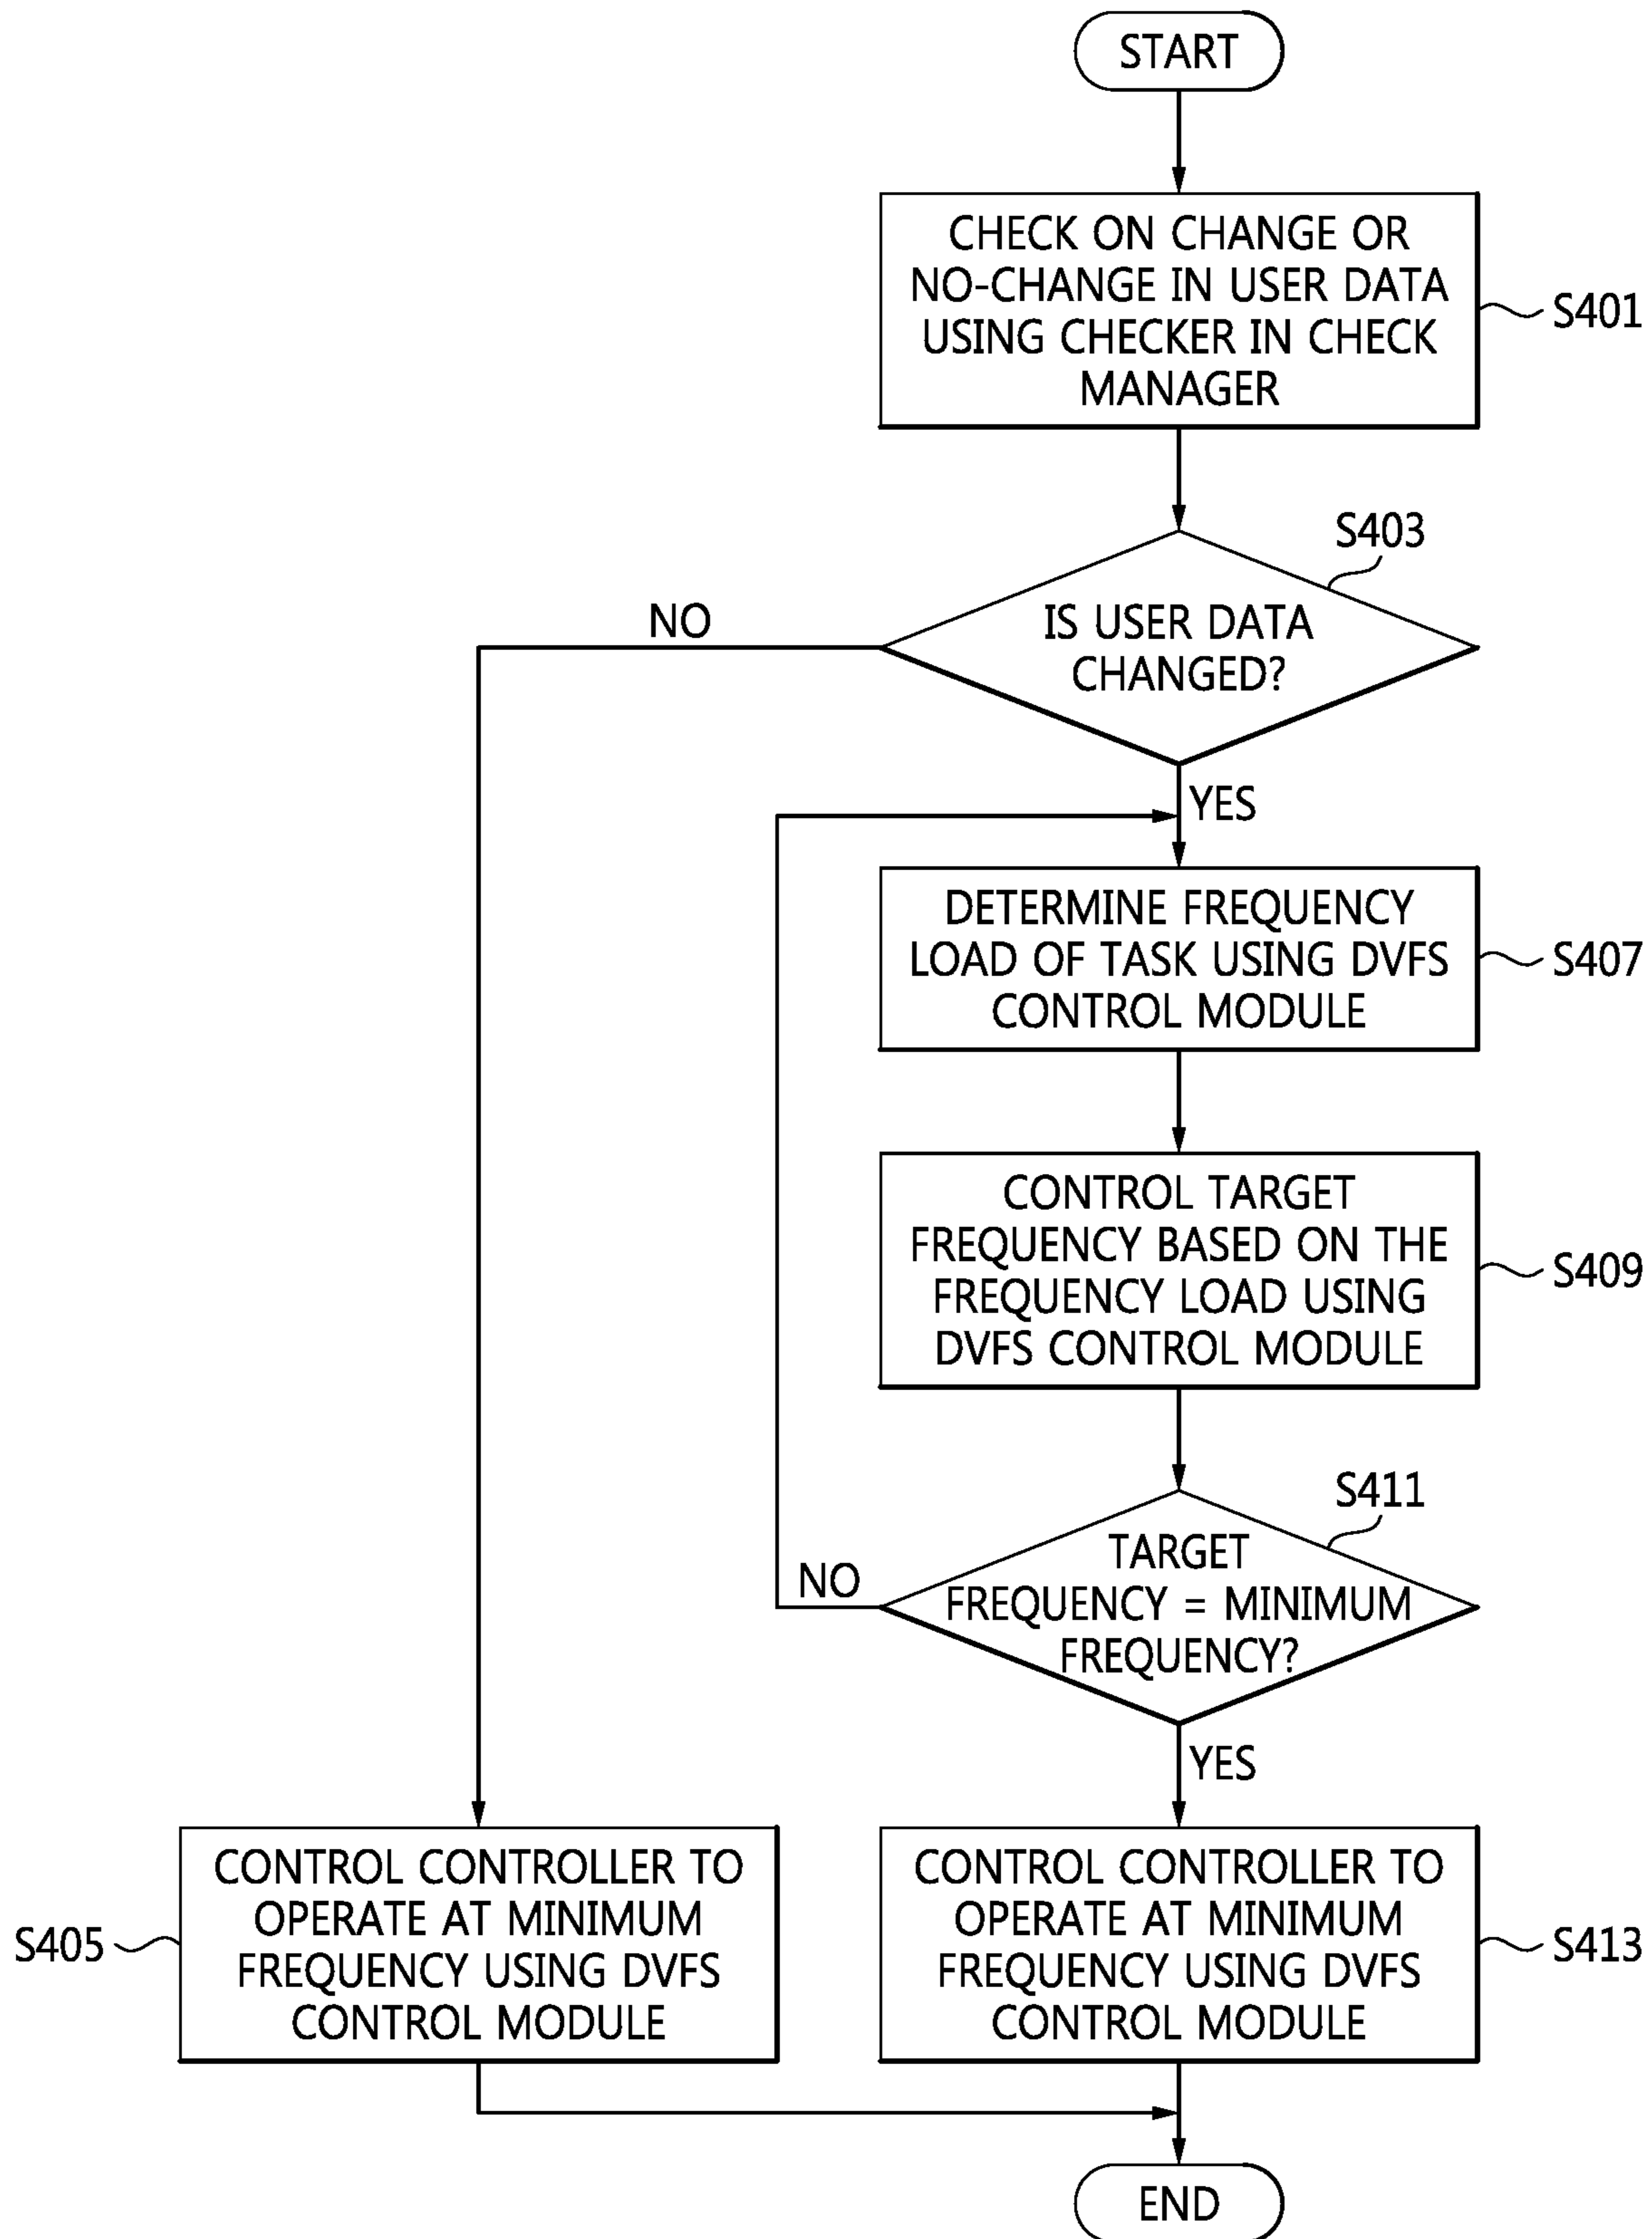 START
CHECK ON CHANGE OR
NO-CHANGE IN USER DATA
USING CHECKER IN CHECK
MANAGER
S401
S403
IS USER DATA
CHANGED?
NO
YES
DETERMINE FREQUENCY
LOAD OF TASK USING DVFS
CONTROL MODULE
S407
CONTROL TARGET
FREQUENCY BASED ON THE
FREQUENCY LOAD USING
DVFS CONTROL MODULE
S409
S411
TARGET
FREQUENCY = MINIMUM
FREQUENCY?
NO
YES
S405
CONTROL CONTROLLER TO
OPERATE AT MINIMUM
FREQUENCY USING DVFS
CONTROL MODULE
CONTROL CONTROLLER TO
OPERATE AT MINIMUM
FREQUENCY USING DVFS
CONTROL MODULE
S413
END